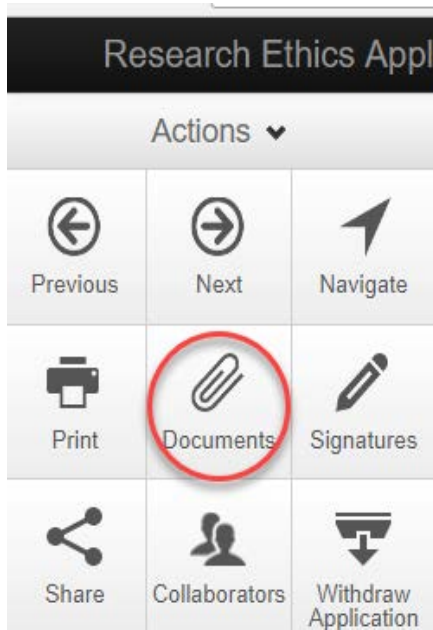 Research Ethics Appl
Actions
Previous Next Navigate
Print Documents Signatures
Share Collaborators Withdraw
Application